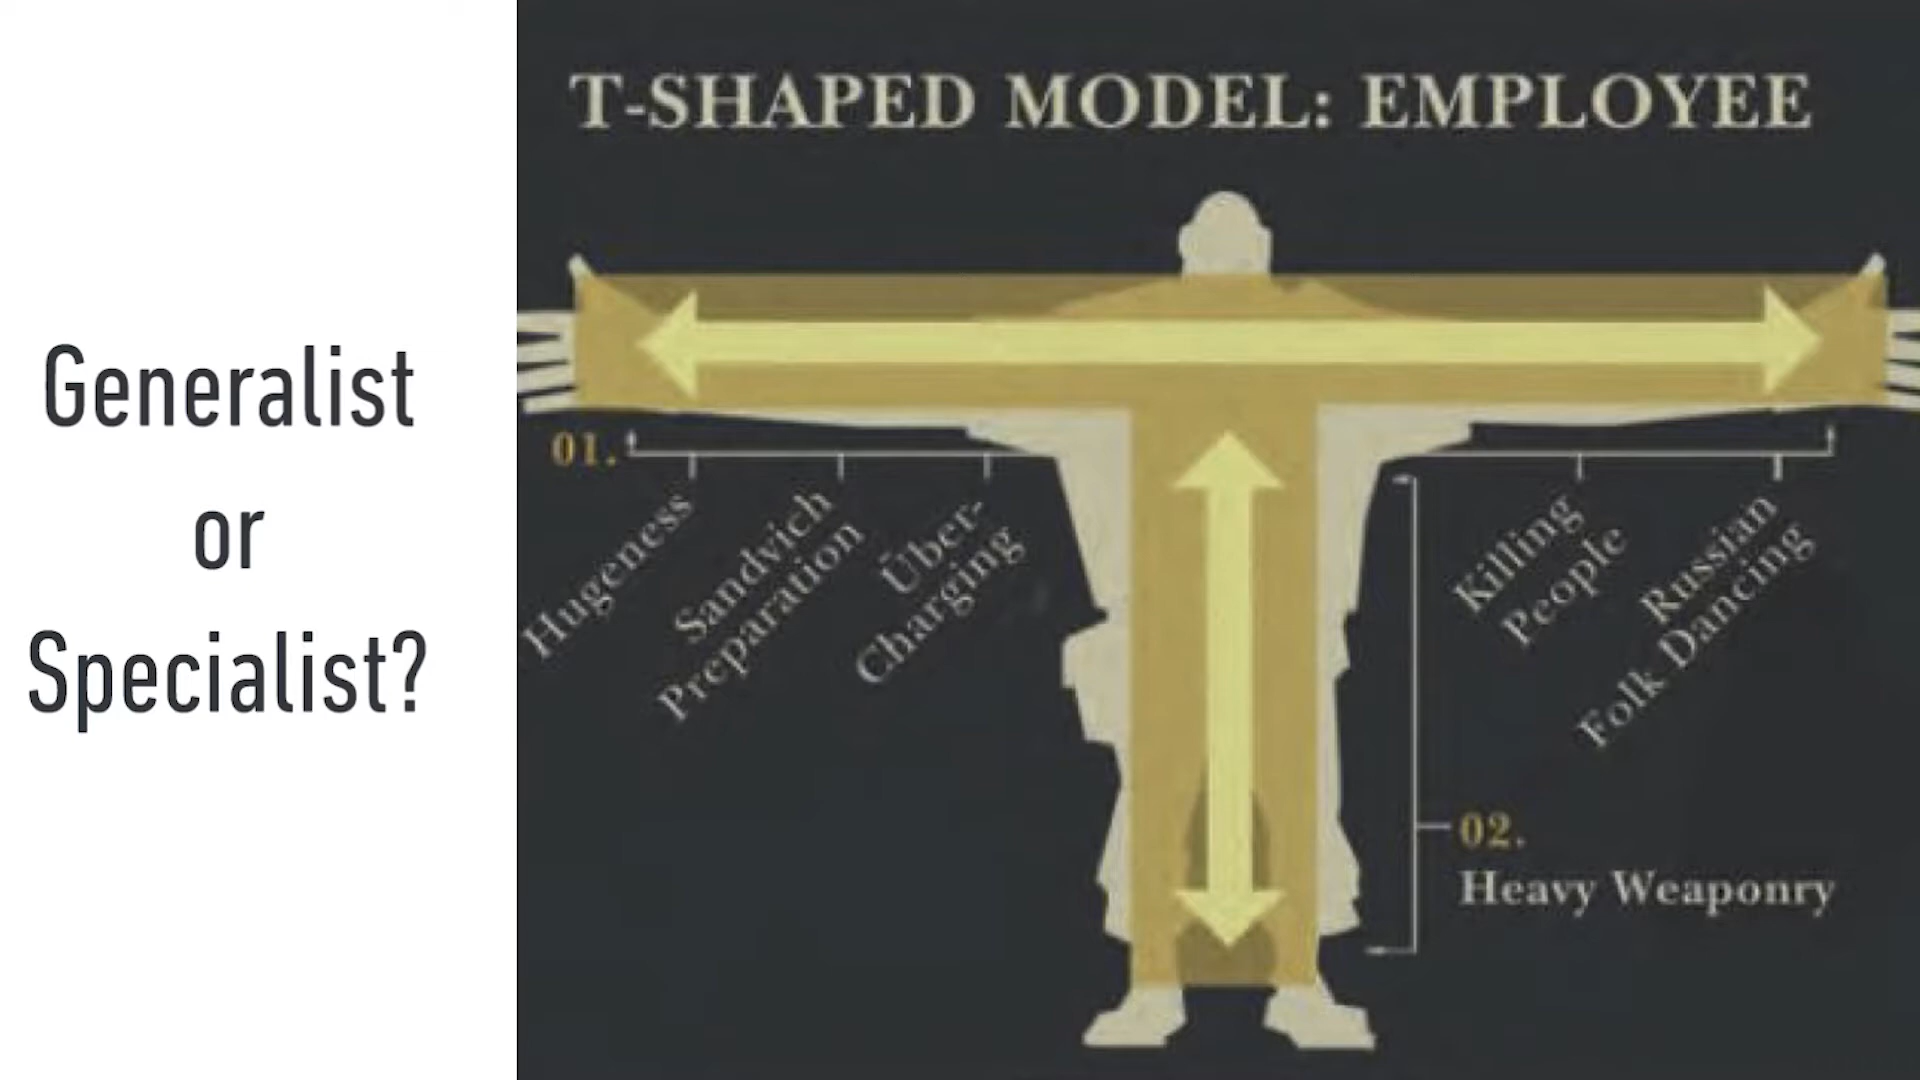 Generalist
or
Specialist?
T-SHAPED MODEL: EMPLOYEE
01.
Hugeness
Sandvich
Preparation
Über-
Charging
Killing
People
Russian
Folk Dancing
02.
Heavy Weaponry